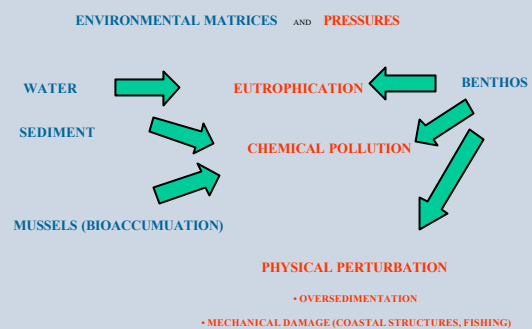 ENVIRONMENTAL MATRICES AND PRESSURES
WATER
EUTROPHICATION
BENTHOS
SEDIMENT
CHEMICAL POLLUTION
MUSSELS (BIOACCUMUATION)
PHYSICAL PERTURBATION
• OVERSEDIMENTATION
• MECHANICAL DAMAGE (COASTAL STRUCTURES, FISHING)